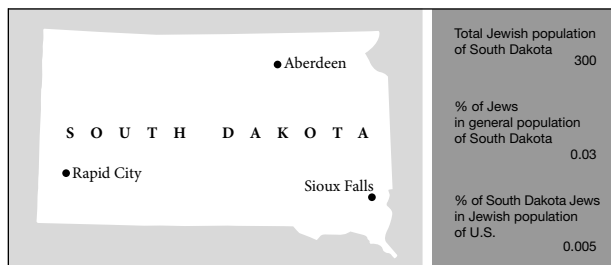 Aberdeen
S O U T H D A K O T A
Rapid City
Sioux Falls
Total Jewish population
of South Dakota
300
% of Jews
in general population
of South Dakota
0.03
% of South Dakota Jews
in Jewish population
of U.S.
0.005